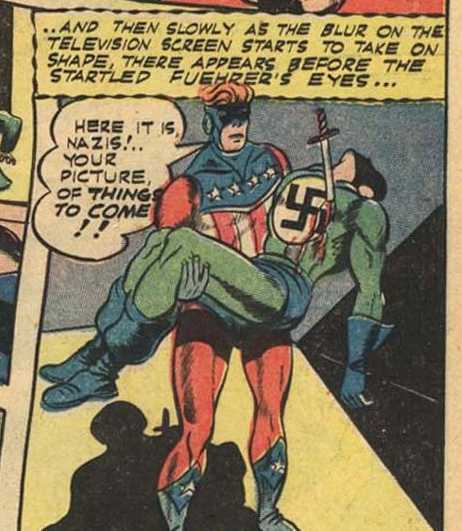 ..AND THEN SLOWLY AS THE BLUR ON THE
TELEVISION SCREEN STARTS TO TAKE ON
SHAPE, THERE APPEARS BEFORE THE
STARTLED FUEHRER'S EYES...
HERE IT IS,
NAZIS!..
YOUR
PICTURE,
OF THINGS
TO COME
!!